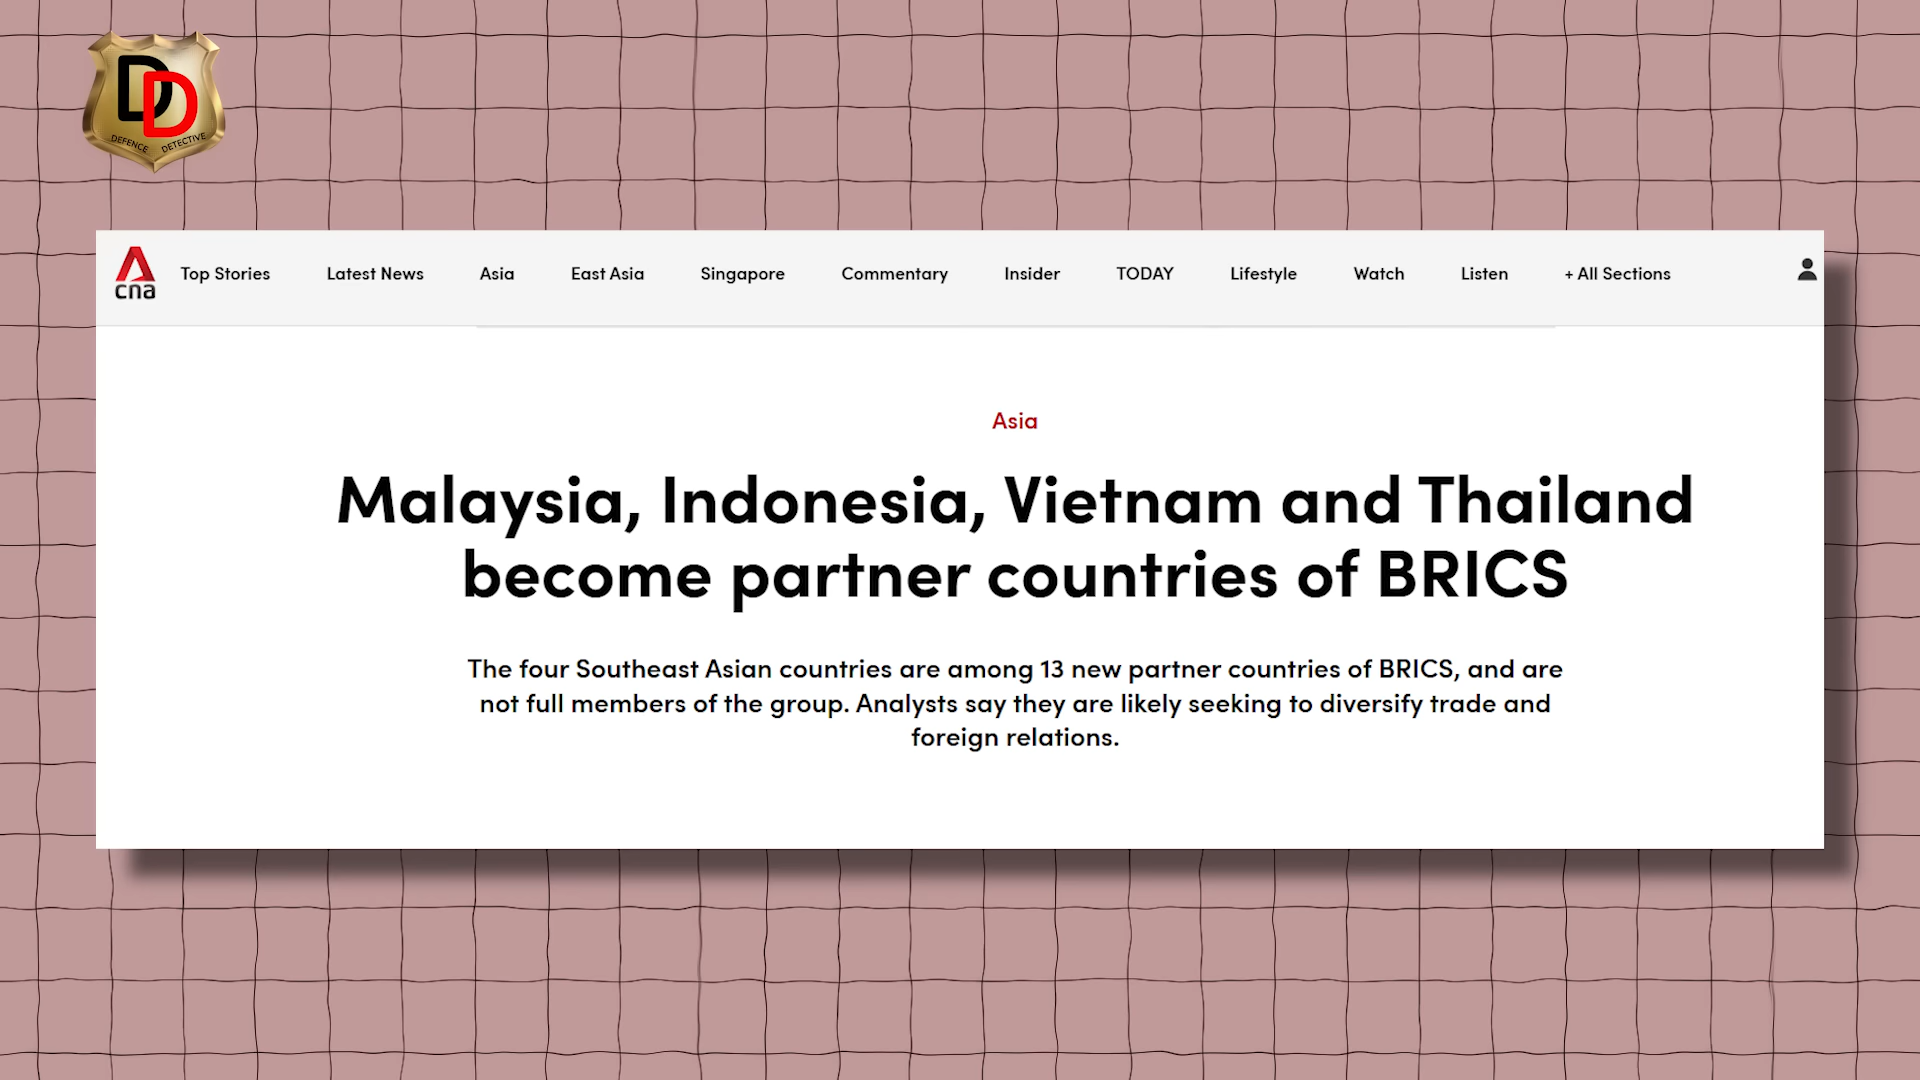 DD
DEFENCE DETECTIVE
cna
Top Stories Latest News Asia East Asia Singapore Commentary Insider TODAY Lifestyle Watch Listen + All Sections
Asia
Malaysia, Indonesia, Vietnam and Thailand
become partner countries of BRICS
The four Southeast Asian countries are among 13 new partner countries of BRICS, and are
not full members of the group. Analysts say they are likely seeking to diversify trade and
foreign relations.